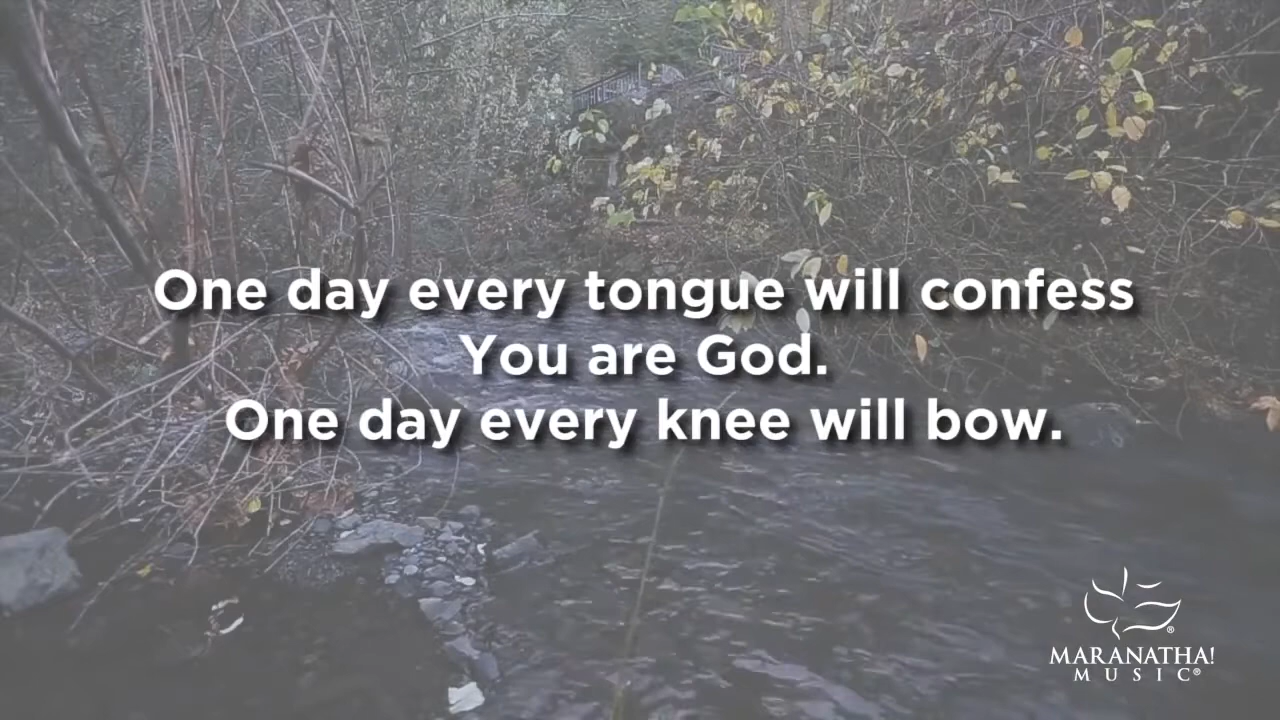 One day every tongue will confess
You are God.
One day every knee will bow.
®
MARANATHA!
MUSIC®